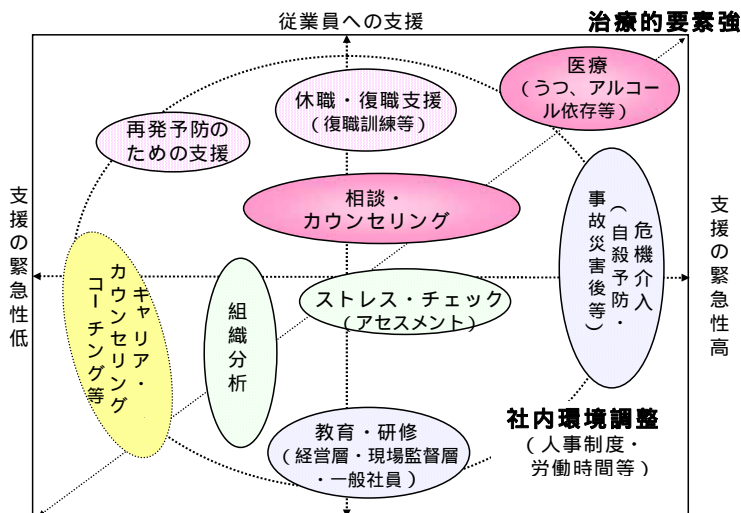 従業員への支援
治療的要素強
医療
(うつ、アルコー
ル依存等)
休職・復職支援
(復職訓練等)
再発予防の
ための支援
相談・
カウンセリング
支援の緊急性低
支援の緊急性高
危機介入
(自殺予防・
事故災害後等)
キャリア・
カウンセリング
コーチング等
組織分析
ストレス・チェック
(アセスメント)
教育・研修
(経営層・現場監督層
・一般社員)
社内環境調整
(人事制度・
労働時間等)